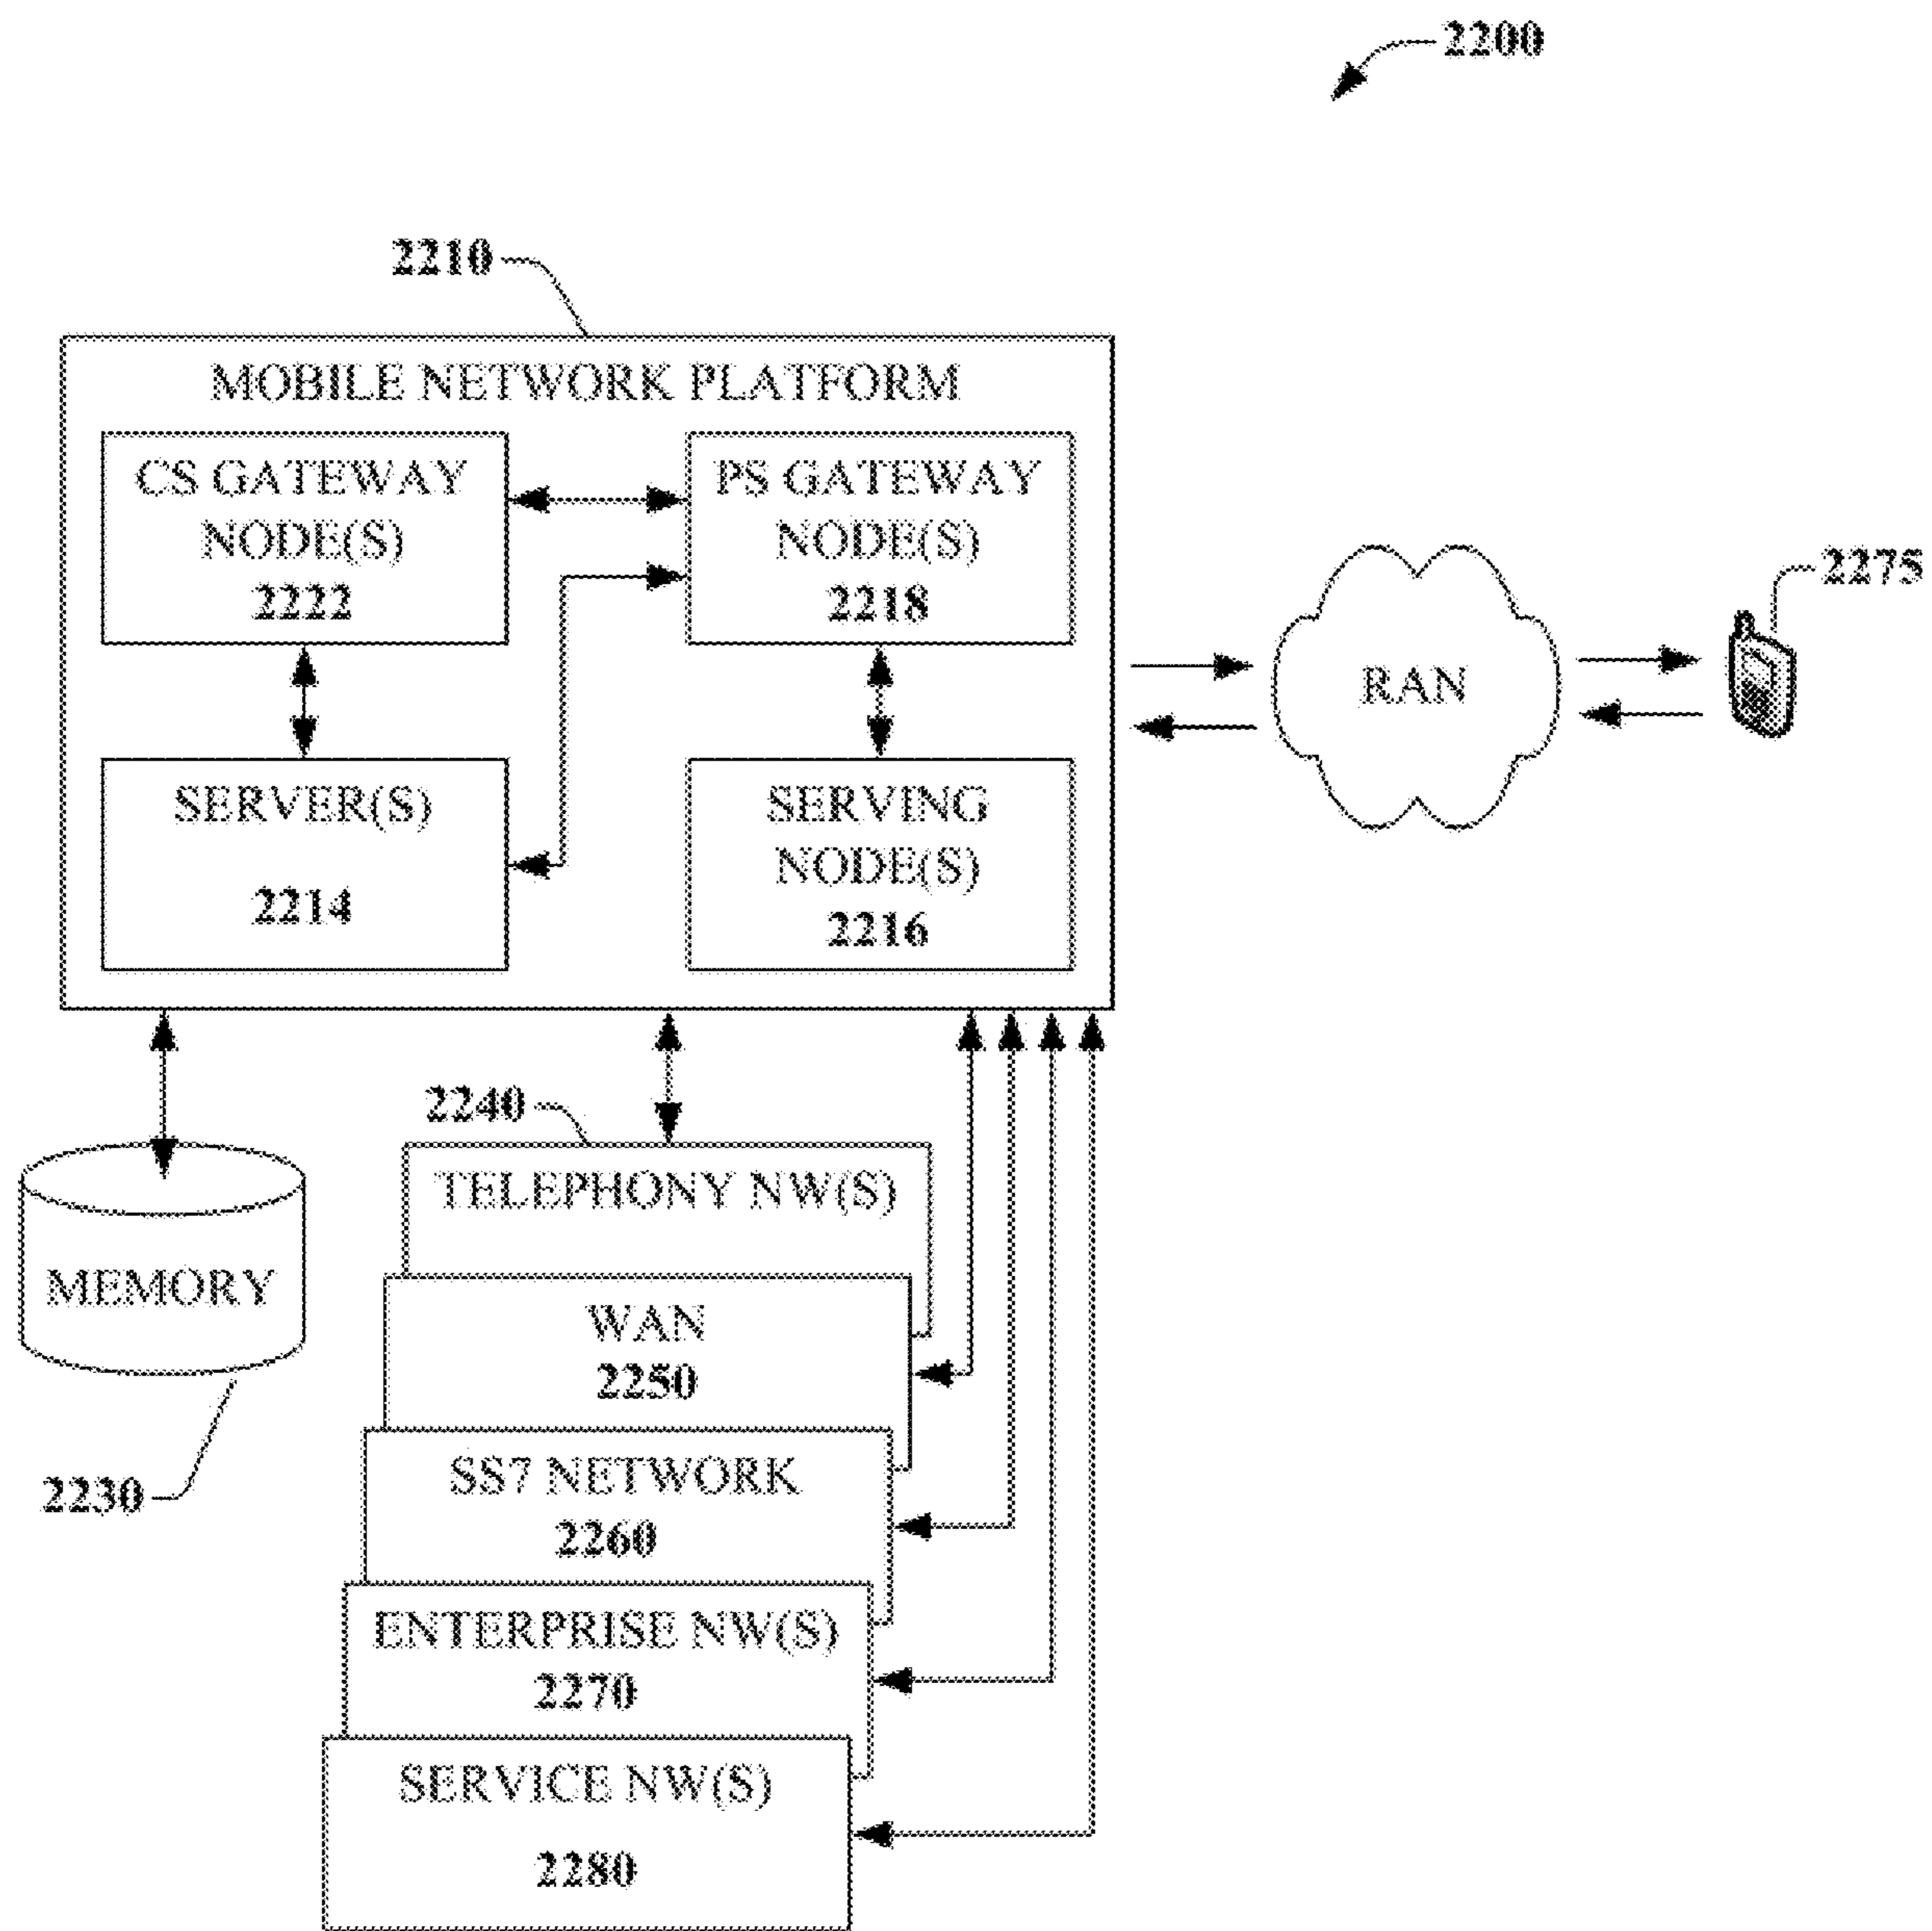 2200
2210
MOBILE NETWORK PLATFORM
CS GATEWAY
NODE(S)
2222
PS GATEWAY
NODE(S)
2218
2275
RAN
SERVER(S)
2214
SERVING
NODE(S)
2216
2240
TELEPHONY NW(S)
MEMORY
WAN
2250
2230
SS7 NETWORK
2260
ENTERPRISE NW(S)
2270
SERVICE NW(S)
2280